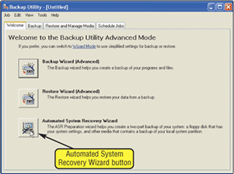 Backup Utility - [Untitled]
Job Edit View Tools Help
Welcome Backup Restore and Manage Media Schedule Jobs
Welcome to the Backup Utility Advanced Mode
If you prefer, you can switch to Wizard Mode to use simplified settings for backup or restore.
Backup Wizard (Advanced)
The Backup wizard helps you create a backup of your programs and files.
Restore Wizard (Advanced)
The Restore wizard helps you restore your data from a backup.
Automated System Recovery Wizard
The ASR Preparation wizard helps you create a two-part backup of your system: a floppy disk that has
your system settings, and other media that contains a backup of your local system partition.
Automated System
Recovery Wizard button